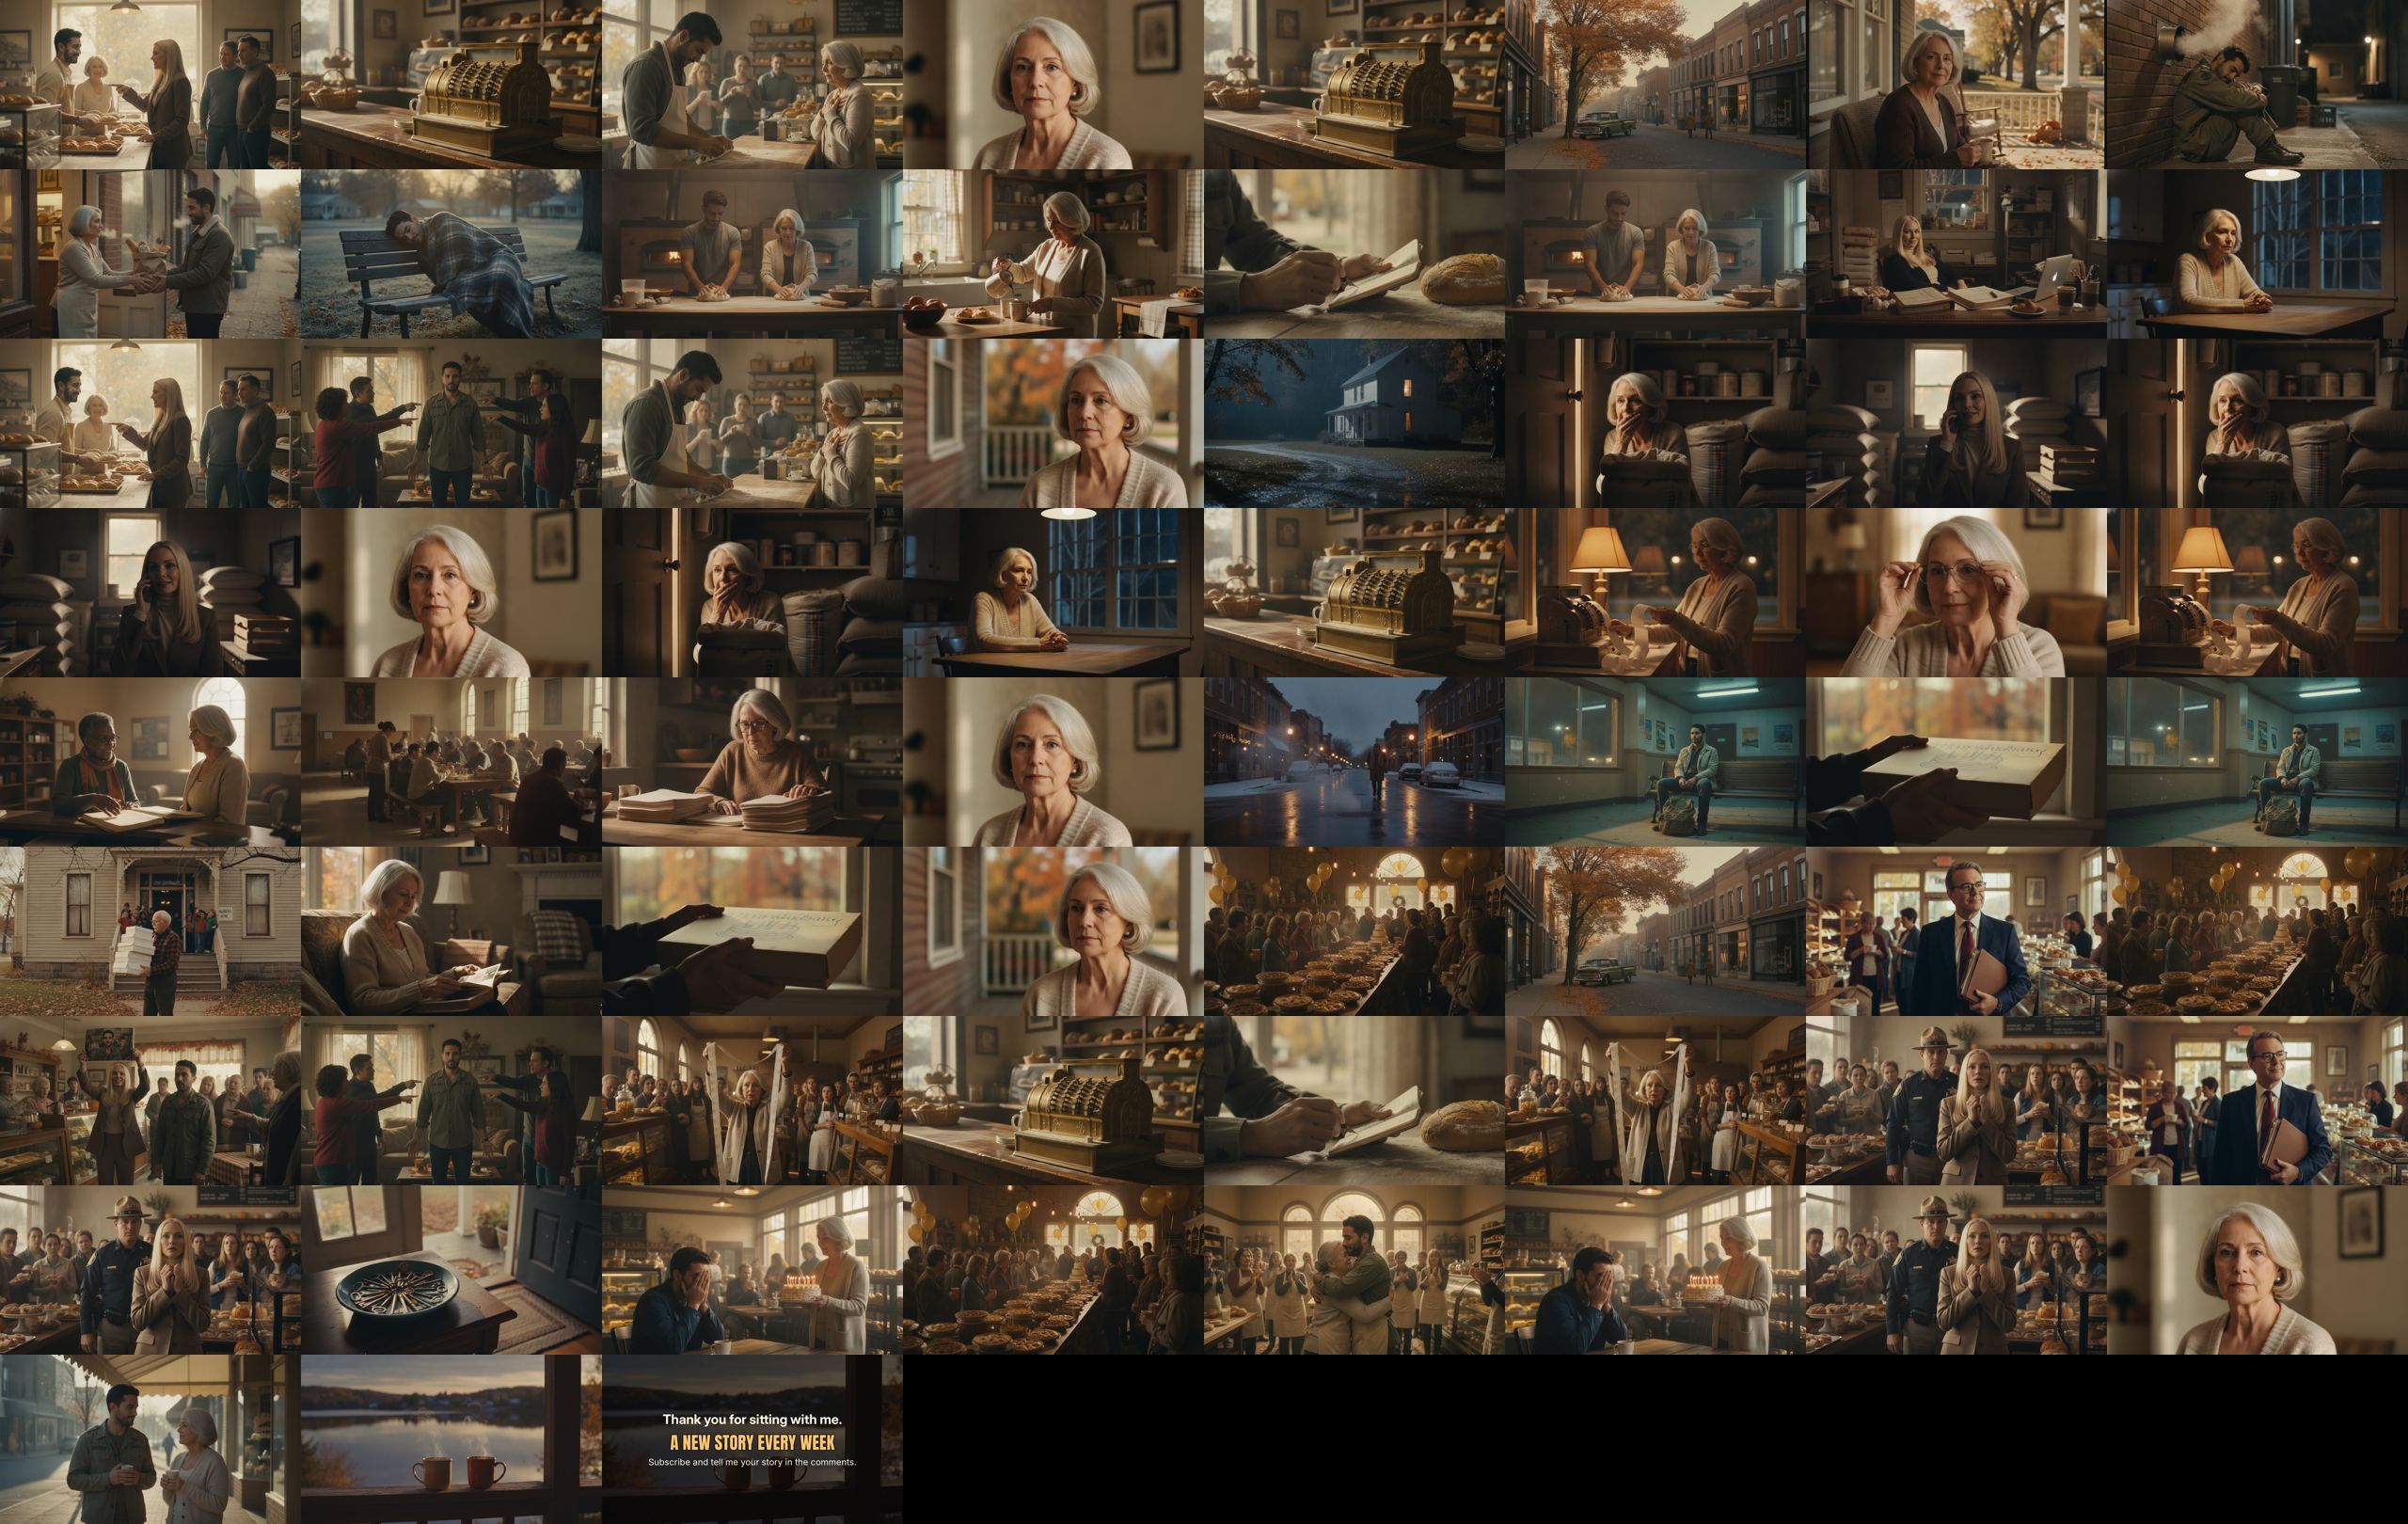 Thank you for sitting with me.
A NEW STORY EVERY WEEK
Subscribe and tell me your story in the comments.